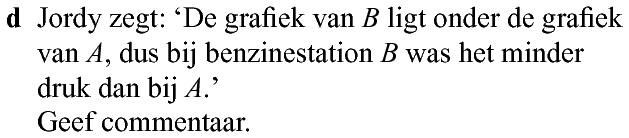 d Jordy zegt: ‘De grafiek van B ligt onder de grafiek
van A, dus bij benzinestation B was het minder
druk dan bij A.’
Geef commentaar.